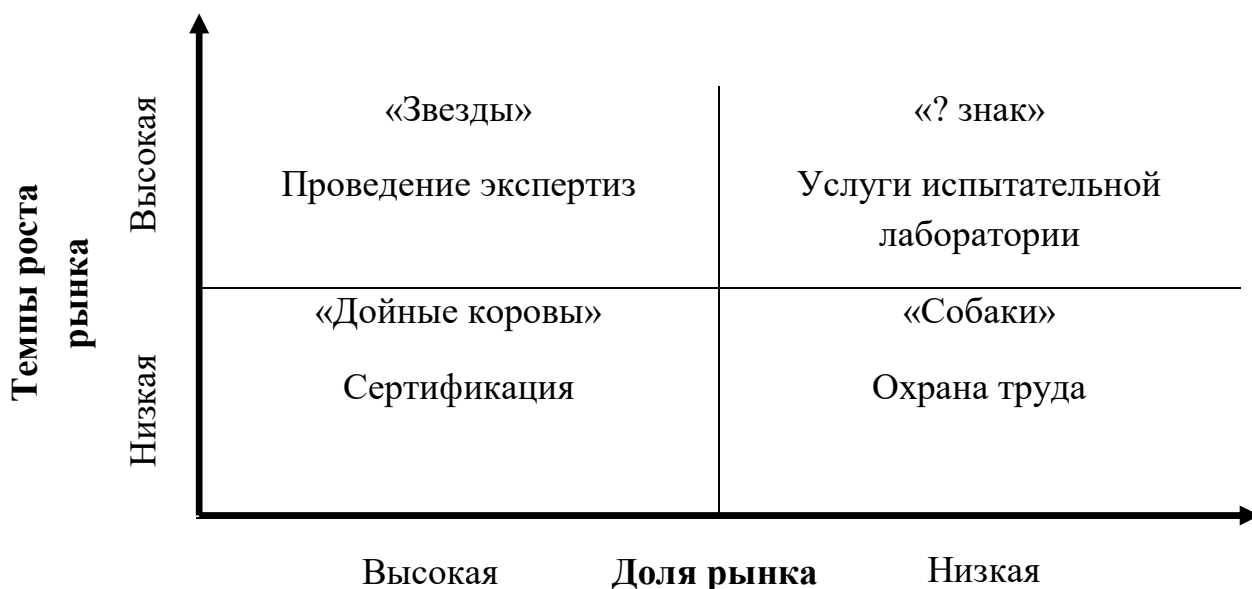 «Звезды»
«? знак»
Проведение экспертиз
Услуги испытательной
лаборатории
«Дойные коровы»
«Собаки»
Сертификация
Охрана труда
Темпы роста
рынка
Высокая
Низкая
Высокая
Доля рынка
Низкая